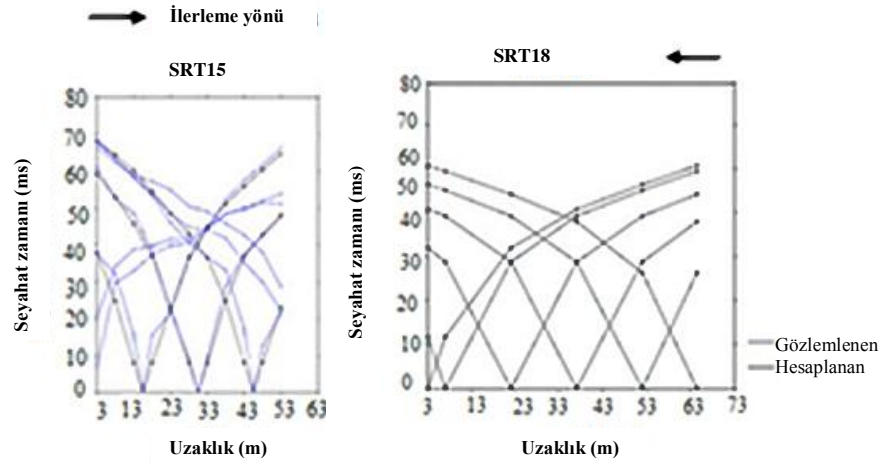 İlerleme yönü
SRT15
SRT18
80
70
60
50
40
30
20
10
0
3 13 23 33 43 53 63
80
70
60
50
40
30
20
10
0
3 13 23 33 43 53 63 73
Seyahat zamanı (ms)
Seyahat zamanı (ms)
Uzaklık (m)
Uzaklık (m)
Gözlemlenen
Hesaplanan